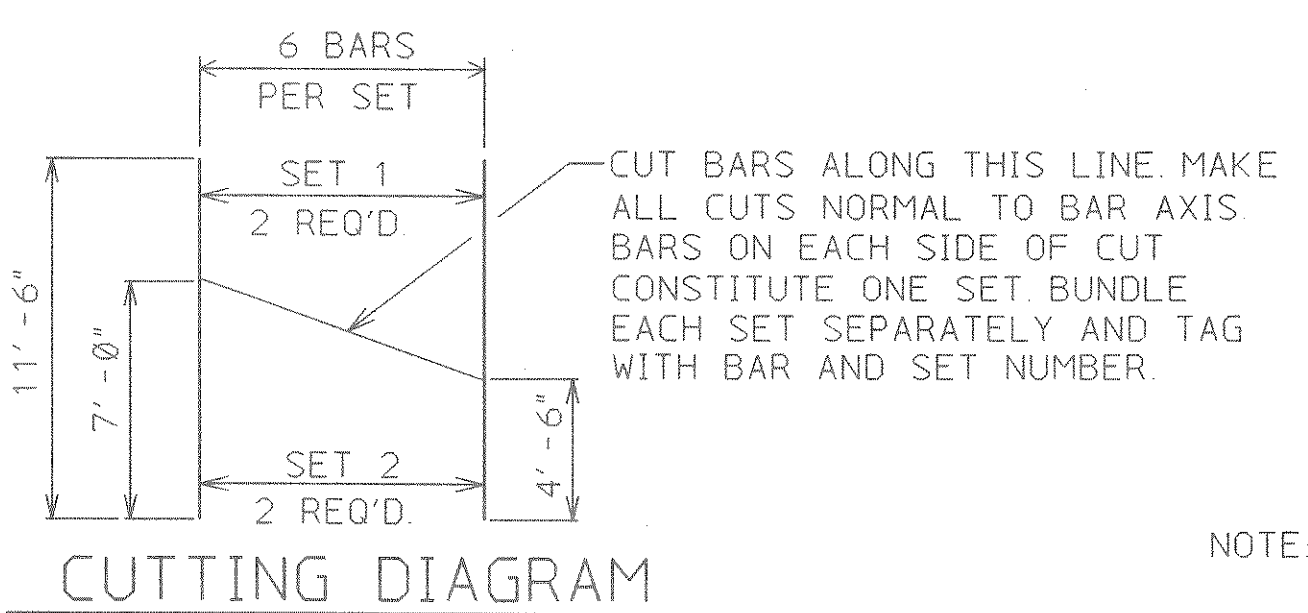 6 BARS
PER SET
SET 1
2 REQ'D.
CUT BARS ALONG THIS LINE. MAKE
ALL CUTS NORMAL TO BAR AXIS.
BARS ON EACH SIDE OF CUT
CONSTITUTE ONE SET. BUNDLE
EACH SET SEPARATELY AND TAG
WITH BAR AND SET NUMBER.
11'-6"
7'-0"
4'-6"
SET 2
2 REQ'D.
NOTE:
CUTTING DIAGRAM